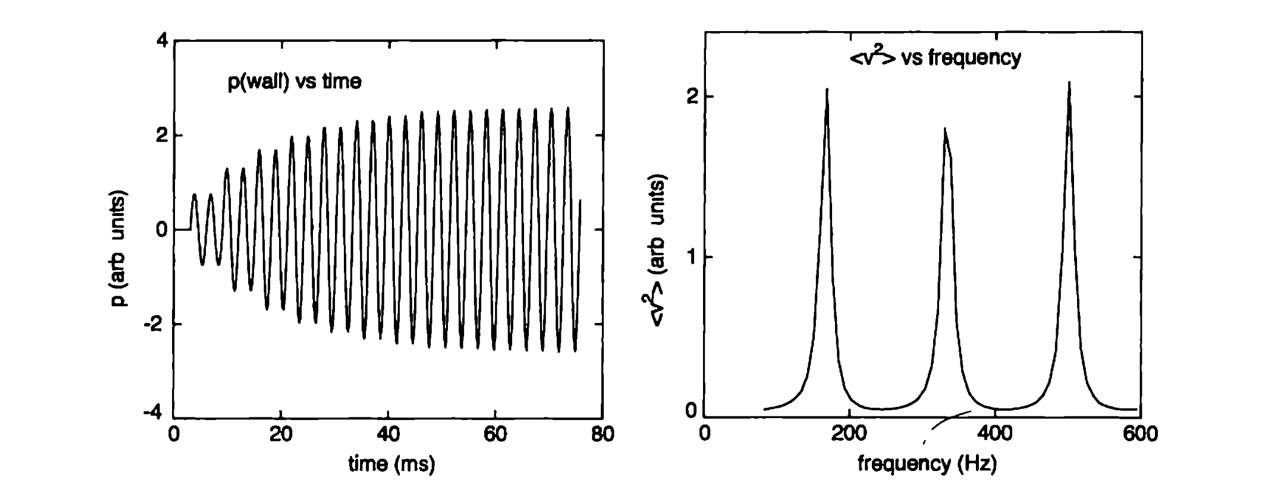 4
p(wall) vs time
2
0
-2
-4
p (arb units)
0
20
40
60
80
time (ms)
<v²> vs frequency
2
1
0
<v²> (arb units)
0
200
400
600
frequency (Hz)